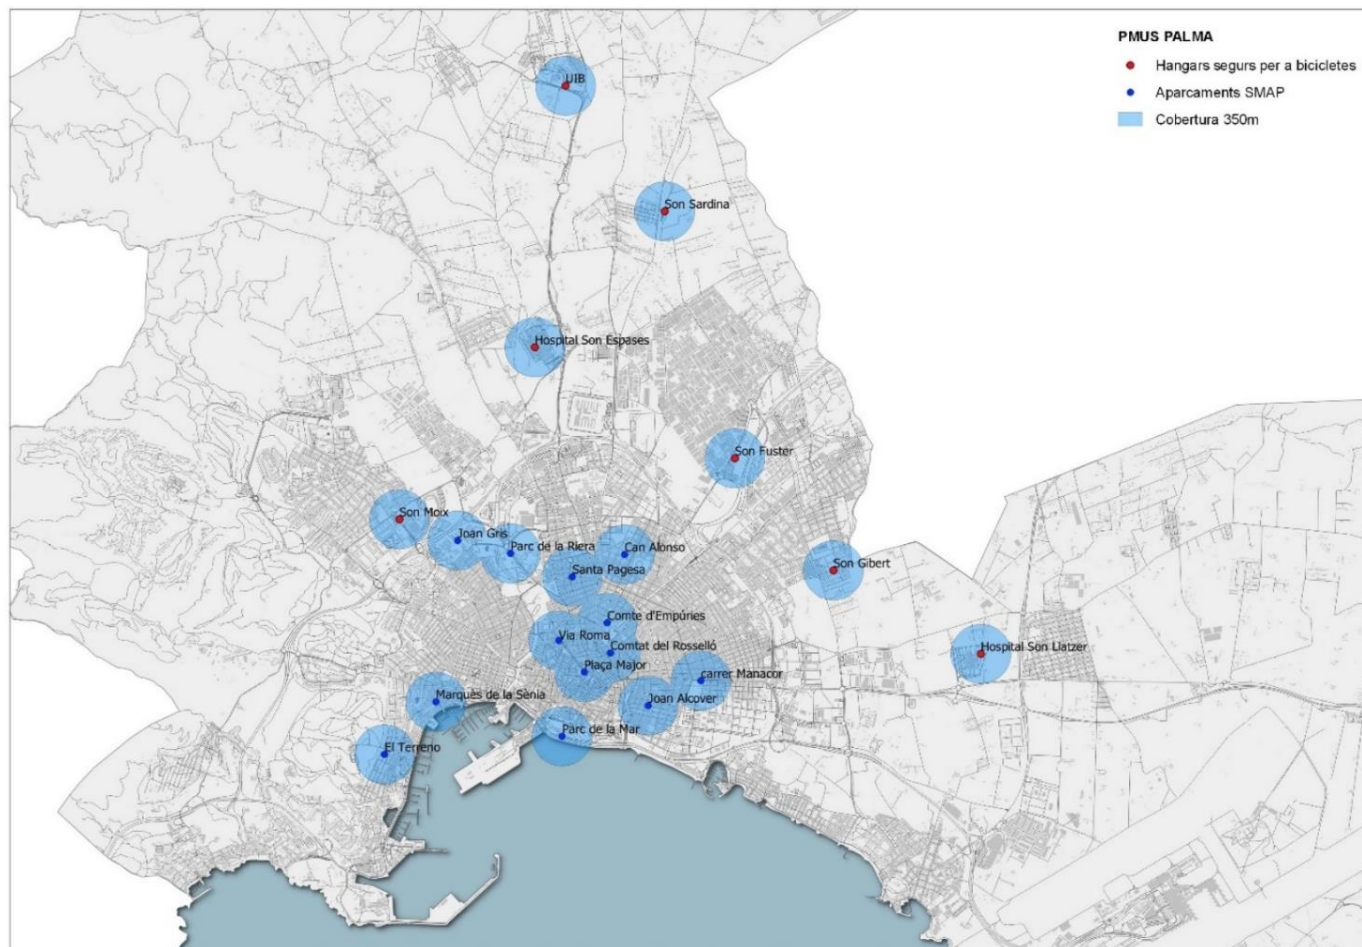 PMUS PALMA
Hangars segurs per a bicicletes
Aparcaments SMAP
Cobertura 350m
UIB
Son Sardina
Hospital Son Espases
Son Fuster
Son Moix
Joan Gris
Parc de la Riera
Can Alonso
Santa Pagesa
Son Gibert
Comte d'Empúries
Via Roma
Comtat del Rosselló
Hospital Son Llatzer
Plaça Major
carrer Manacor
Marquès de la Sènia
Joan Alcover
Parc de la Mar
El Terreno